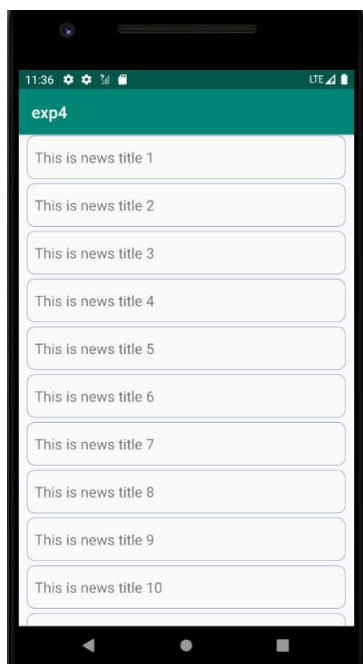 11:36
LTE
exp4
This is news title 1
This is news title 2
This is news title 3
This is news title 4
This is news title 5
This is news title 6
This is news title 7
This is news title 8
This is news title 9
This is news title 10